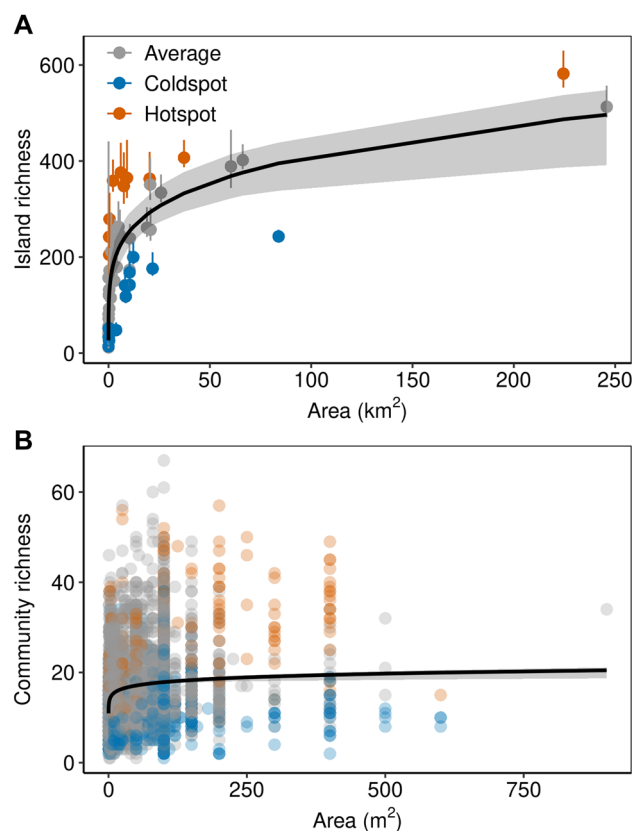 A
Average
Coldspot
Hotspot
Island richness
600
400
200
0
0
50
100
150
200
250
Area (km²)
B
Community richness
60
40
20
0
0
250
500
750
Area (m²)